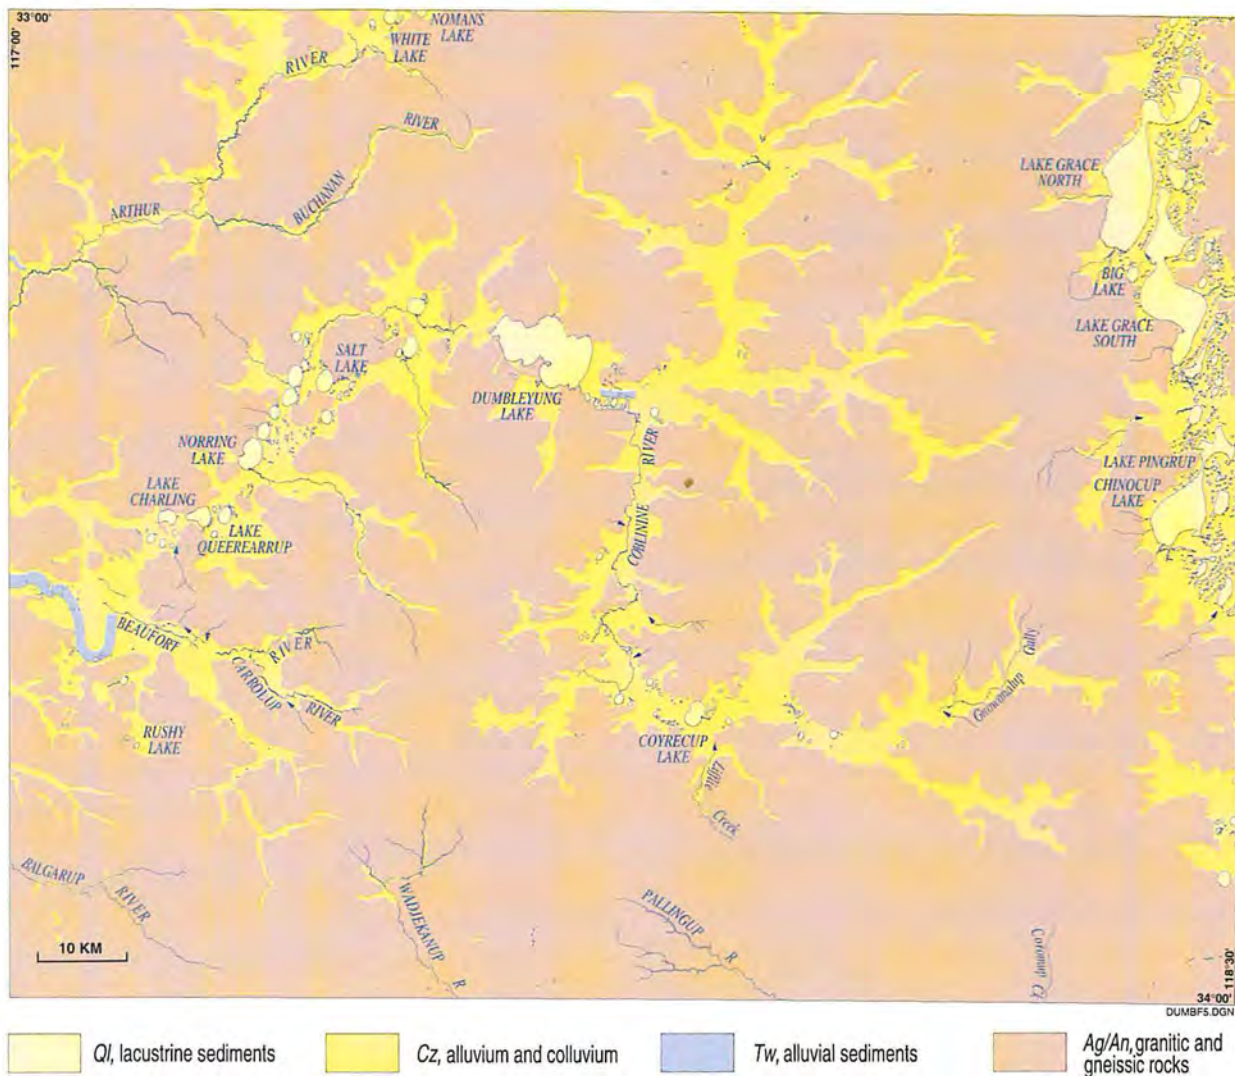 33°00'
117°00'
NOMANS
LAKE
WHITE
LAKE
RIVER
RIVER
BUCHANAN
ARTHUR
LAKE GRACE
NORTH
BIG
LAKE
LAKE GRACE
SOUTH
SALT
LAKE
DUMBLEYUNG
LAKE
NORRING
LAKE
RIVER
COBLININE
LAKE PINGRUP
CHINOCUP
LAKE
LAKE
CHARLING
LAKE
QUEEREARRUP
BEAUFORT
RIVER
CARROLUP
RIVER
RUSHY
LAKE
COYRECUP
LAKE
Gully
Gnowanalup
Creek
BALGARUP
RIVER
WADJEKANUP
R
PALLINGUP
R
10 KM
118°30'
34°00'
DUMBF5.DGN
Ql, lacustrine sediments
Cz, alluvium and colluvium
Tw, alluvial sediments
Ag/An, granitic and
gneissic rocks